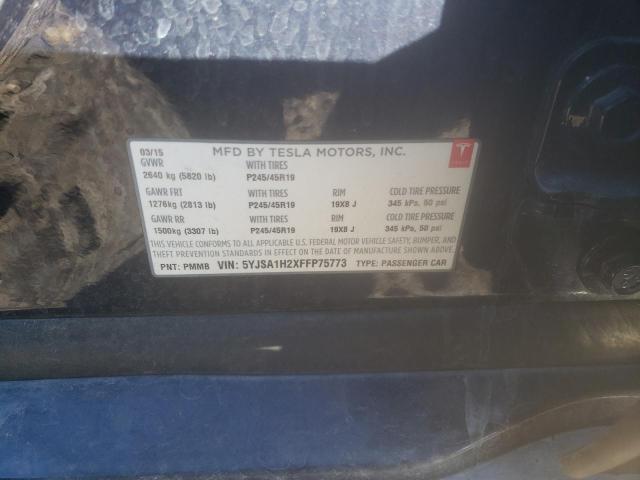 03/15 MFD BY TESLA MOTORS, INC.
GVWR WITH TIRES
2640 kg (5820 lb) P245/45R19
GAWR FRT WITH TIRES RIM COLD TIRE PRESSURE
1276kg (2813 lb) P245/45R19 19X8 J 345 kPa, 50 psi
GAWR RR WITH TIRES RIM COLD TIRE PRESSURE
1500kg (3307 lb) P245/45R19 19X8 J 345 kPa, 50 psi
THIS VEHICLE CONFORMS TO ALL APPLICABLE U.S. FEDERAL MOTOR VEHICLE SAFETY, BUMPER, AND
THEFT PREVENTION STANDARDS IN EFFECT ON THE DATE OF MANUFACTURE SHOWN ABOVE.
PNT: PMMB VIN: 5YJSA1H2XFFP75773 TYPE: PASSENGER CAR